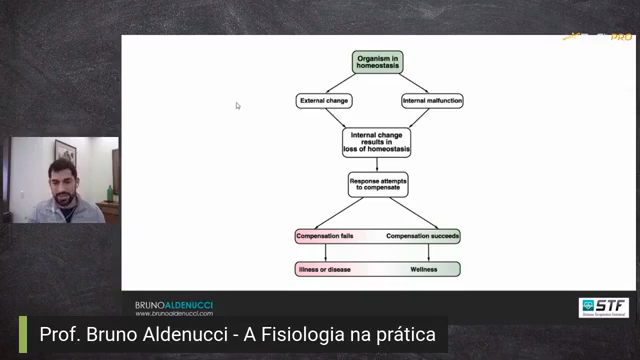 PRO
Organism in
homeostasis
External change
Internal malfunction
Internal change
results in
loss of homeostasis
Response attempts
to compensate
Compensation fails
Compensation succeeds
Illness or disease
Wellness
BRUNOALDENUCCI
www.brunoaldenucci.com
STF
Prof. Bruno Aldenucci - A Fisiologia na prática